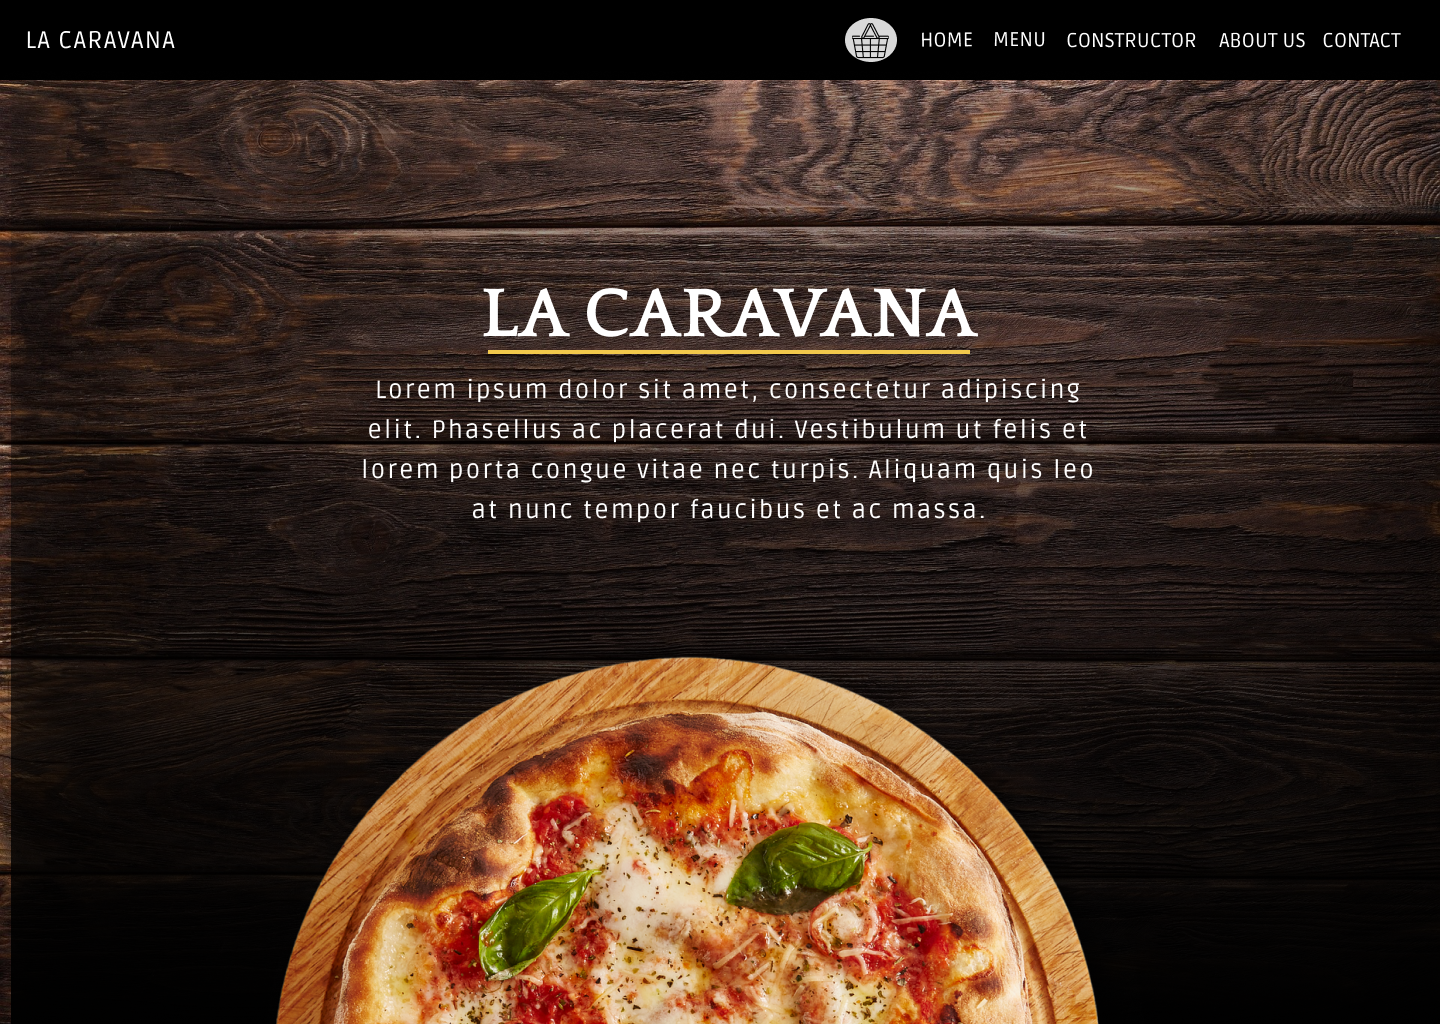 LA CARAVANA
HOME MENU CONSTRUCTOR ABOUT US CONTACT
LA CARAVANA
Lorem ipsum dolor sit amet, consectetur adipiscing
elit. Phasellus ac placerat dui. Vestibulum ut felis et
lorem porta congue vitae nec turpis. Aliquam quis leo
at nunc tempor faucibus et ac massa.